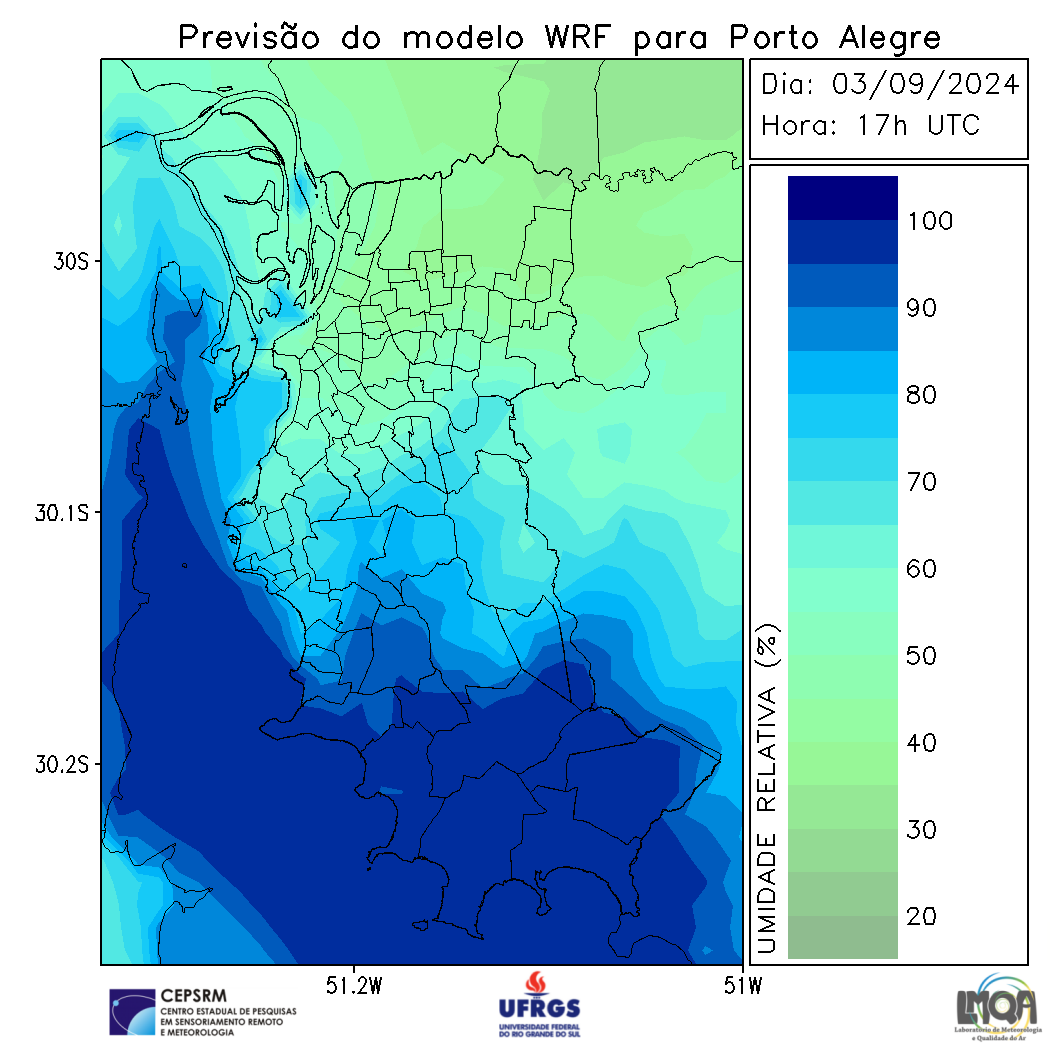 Previsão do modelo WRF para Porto Alegre
Dia: 03/09/2024
Hora: 17h UTC
100
90
80
70
60
50
40
30
20
UMIDADE RELATIVA (%)
30S
30.1S
30.2S
51.2W
51W
CEPSRM
CENTRO ESTADUAL DE PESQUISAS
EM SENSORIAMENTO REMOTO
E METEOROLOGIA
UFRGS
UNIVERSIDADE FEDERAL
DO RIO GRANDE DO SUL
LMQA
Laboratório de Meteorologia
e Qualidade do Ar